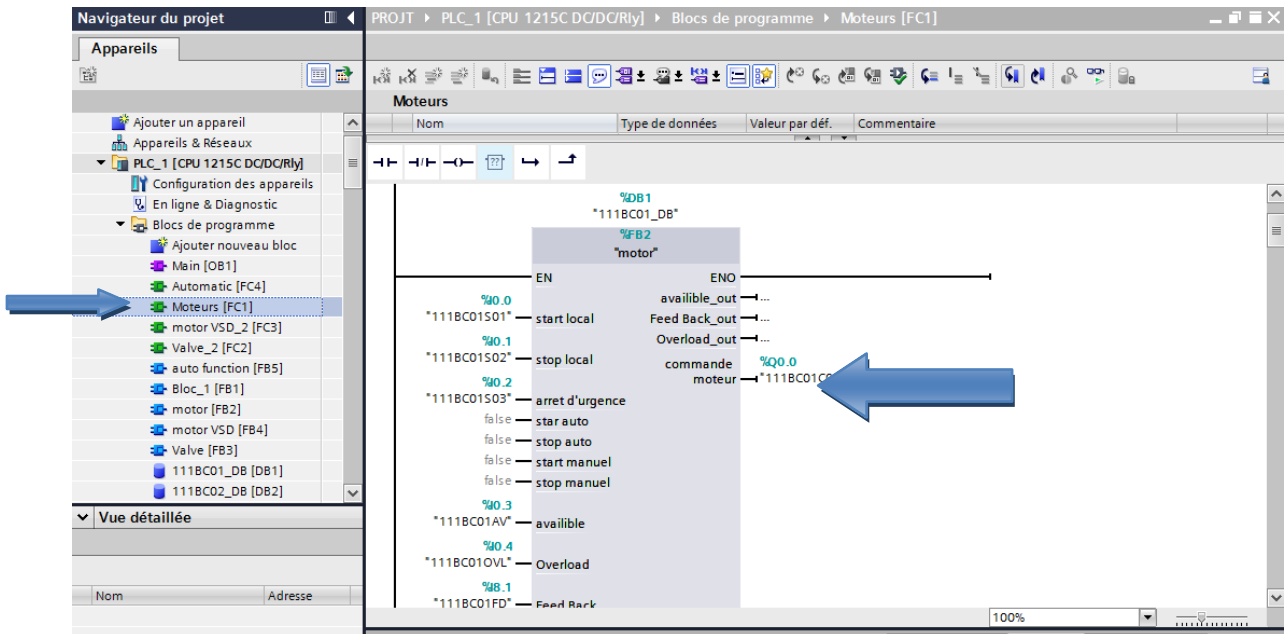 Navigateur du projet
PROJT ▸ PLC_1 [CPU 1215C DC/DC/Rly] ▸ Blocs de programme ▸ Moteurs [FC1]
Appareils
Ajouter un appareil
Appareils & Réseaux
PLC_1 [CPU 1215C DC/DC/Rly]
Configuration des appareils
En ligne & Diagnostic
Blocs de programme
Ajouter nouveau bloc
Main [OB1]
Automatic [FC4]
Moteurs [FC1]
motor VSD_2 [FC3]
Valve_2 [FC2]
auto function [FB5]
Bloc_1 [FB1]
motor [FB2]
motor VSD [FB4]
Valve [FB3]
111BC01_DB [DB1]
111BC02_DB [DB2]
Vue détaillée
Nom Adresse
Moteurs
Nom Type de données Valeur par déf. Commentaire
??
%DB1
"111BC01_DB"
%FB2
"motor"
EN ENO
availible_out ...
%I0.0
"111BC01S01" start local Feed Back_out ...
Overload_out ...
%I0.1
"111BC01S02" stop local
commande %Q0.0
moteur
%I0.2
"111BC01S03" arret d'urgence
false star auto
false stop auto
false start manuel
false stop manuel
%I0.3
"111BC01AV" availible
%I0.4
"111BC01OVL" Overload
%I8.1
"111BC01FD" Feed Back
100%